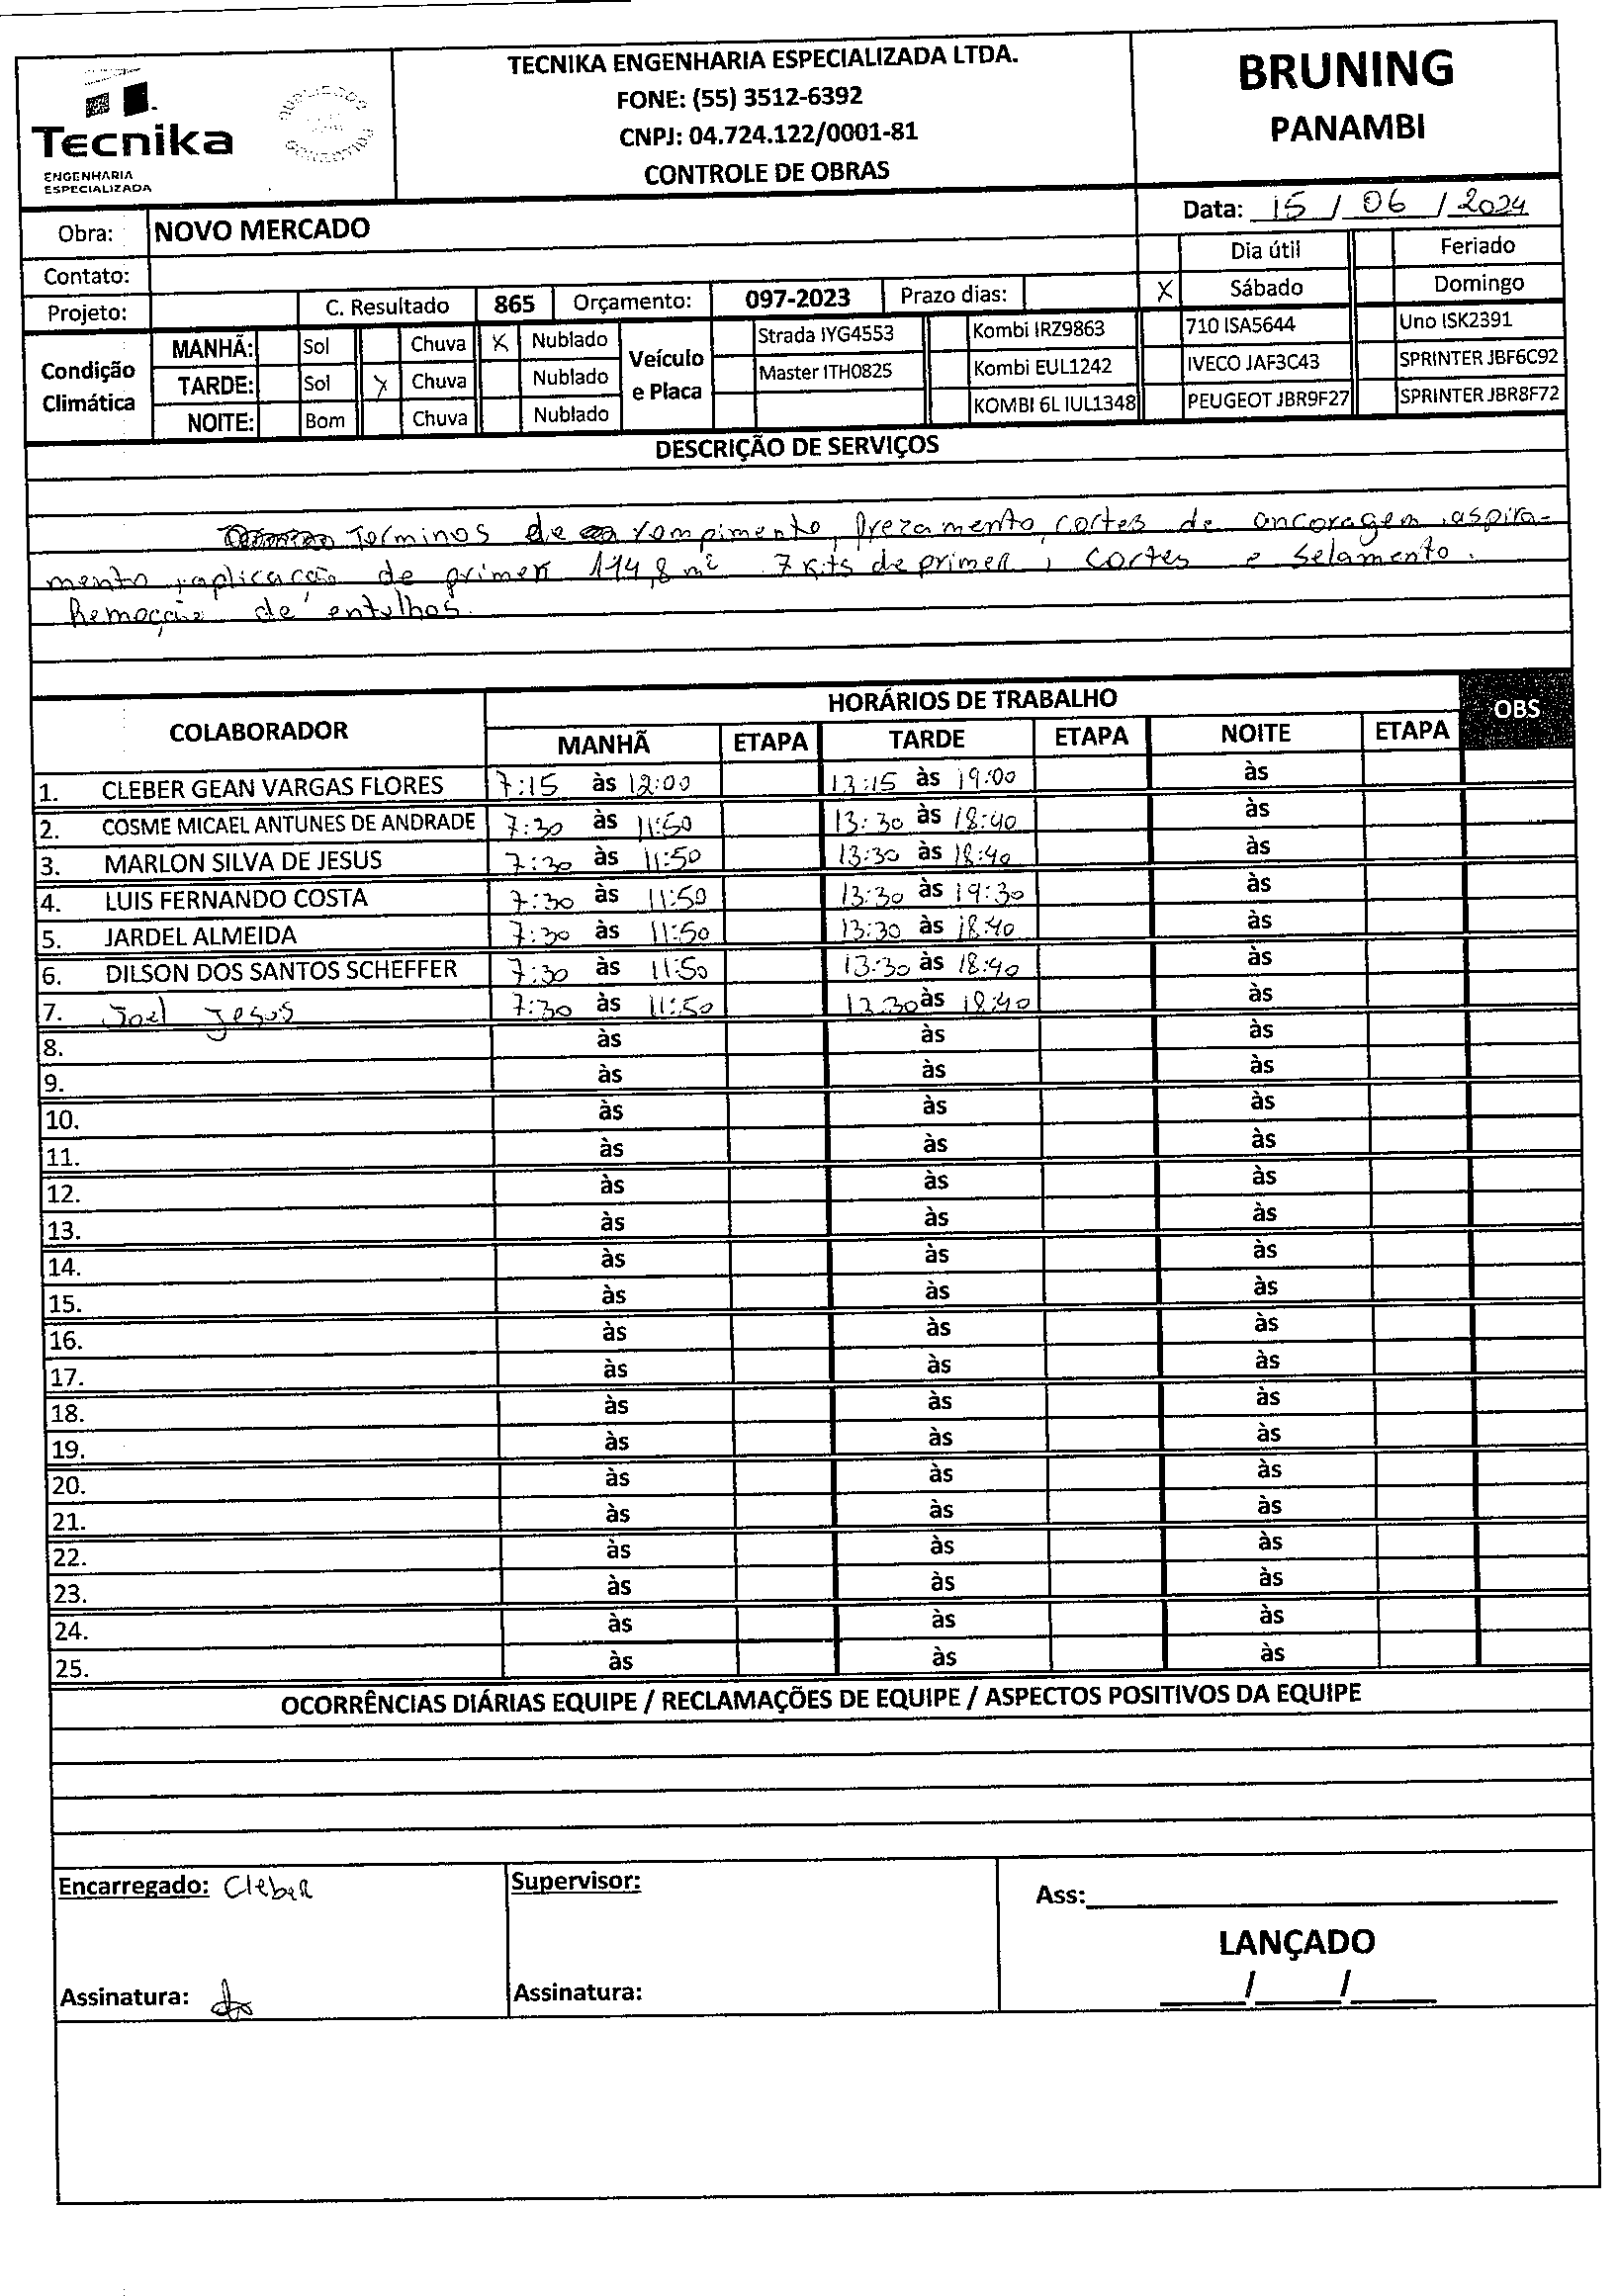 TECNIKA ENGENHARIA ESPECIALIZADA LTDA.
FONE: (55) 3512-6392
CNPJ: 04.724.122/0001-81
CONTROLE DE OBRAS
Tecnika
ENGENHARIA
ESPECIALIZADA
BRUNING
PANAMBI
Obra: NOVO MERCADO
Data: 15 / 06 / 2024
Contato:
Dia útil Feriado
X Sábado Domingo
Projeto: C. Resultado 865 Orçamento: 097-2023 Prazo dias:
Condição Climática
MANHÃ: Sol Chuva X Nublado
TARDE: Sol X Chuva Nublado
NOITE: Bom Chuva Nublado
Veículo e Placa
Strada IYG4553 Kombi IRZ9863 710 ISA5644 Uno ISK2391
Master ITH0825 Kombi EUL1242 IVECO JAF3C43 SPRINTER JBF6C92
KOMBI 6L IUL1348 PEUGEOT JBR9F27 SPRINTER JBR8F72
DESCRIÇÃO DE SERVIÇOS
Terminos de rompimento, frezamento, cortes de ancoragem, aspira-
mento, aplicação de primer 114,8 m² 7 kits de primer, cortes e selamento.
Remoção de entulhos.
COLABORADOR HORÁRIOS DE TRABALHO OBS
MANHÃ ETAPA TARDE ETAPA NOITE ETAPA
1. CLEBER GEAN VARGAS FLORES 7:15 às 12:00 13:15 às 19:00 às
2. COSME MICAEL ANTUNES DE ANDRADE 7:30 às 11:50 13:30 às 18:40 às
3. MARLON SILVA DE JESUS 7:30 às 11:50 13:30 às 18:40 às
4. LUIS FERNANDO COSTA 7:30 às 11:50 13:30 às 19:30 às
5. JARDEL ALMEIDA 7:30 às 11:50 13:30 às 18:40 às
6. DILSON DOS SANTOS SCHEFFER 7:30 às 11:50 13:30 às 18:40 às
7. Joel Jesus 7:30 às 11:50 13:30 às 18:40 às
8. às às às
9. às às às
10. às às às
11. às às às
12. às às às
13. às às às
14. às às às
15. às às às
16. às às às
17. às às às
18. às às às
19. às às às
20. às às às
21. às às às
22. às às às
23. às às às
24. às às às
25. às às às
OCORRÊNCIAS DIÁRIAS EQUIPE / RECLAMAÇÕES DE EQUIPE / ASPECTOS POSITIVOS DA EQUIPE
Encarregado: Cleber
Supervisor:
Ass:
LANÇADO
/ /
Assinatura:
Assinatura: